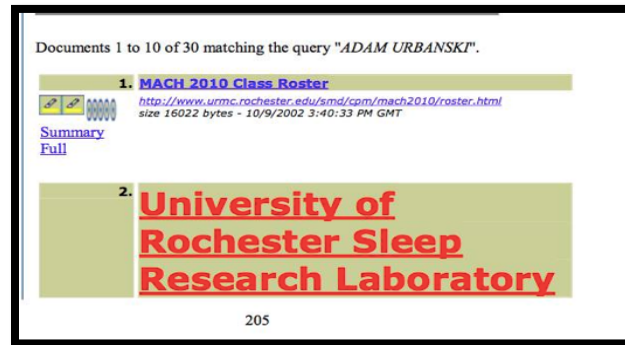 Documents 1 to 10 of 30 matching the query "ADAM URBANSKI".
1. MACH 2010 Class Roster
http://www.urmc.rochester.edu/smd/cpm/mach2010/roster.html
size 16022 bytes - 10/9/2002 3:40:33 PM GMT
Summary
Full
2. University of
Rochester Sleep
Research Laboratory
205